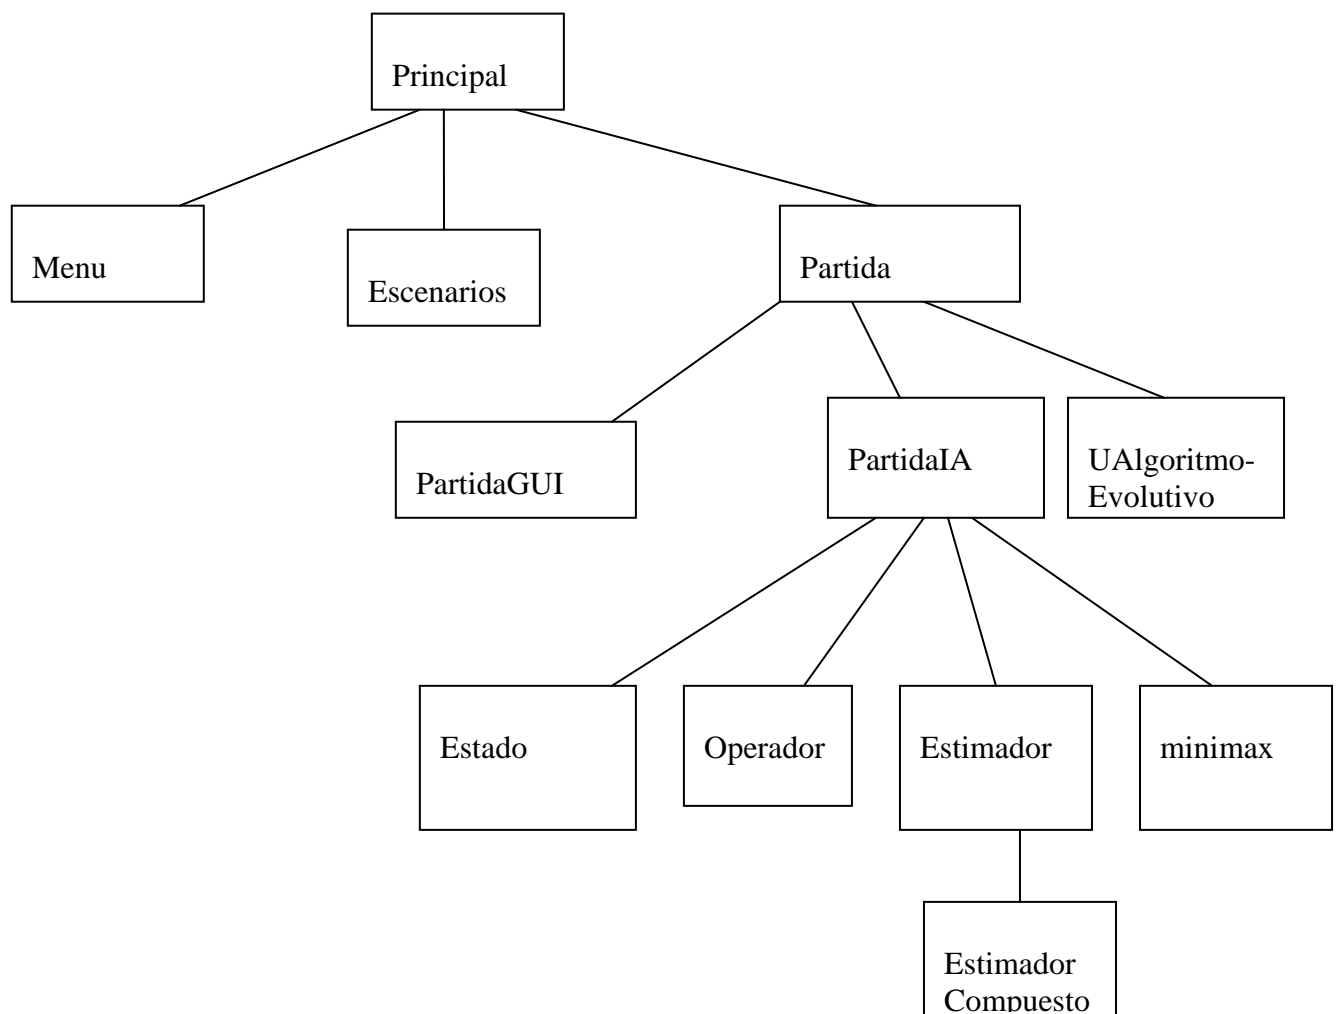 Principal
Menu
Escenarios
Partida
PartidaGUI
PartidaIA
UAlgoritmo-
Evolutivo
Estado
Operador
Estimador
minimax
Estimador
Compuesto